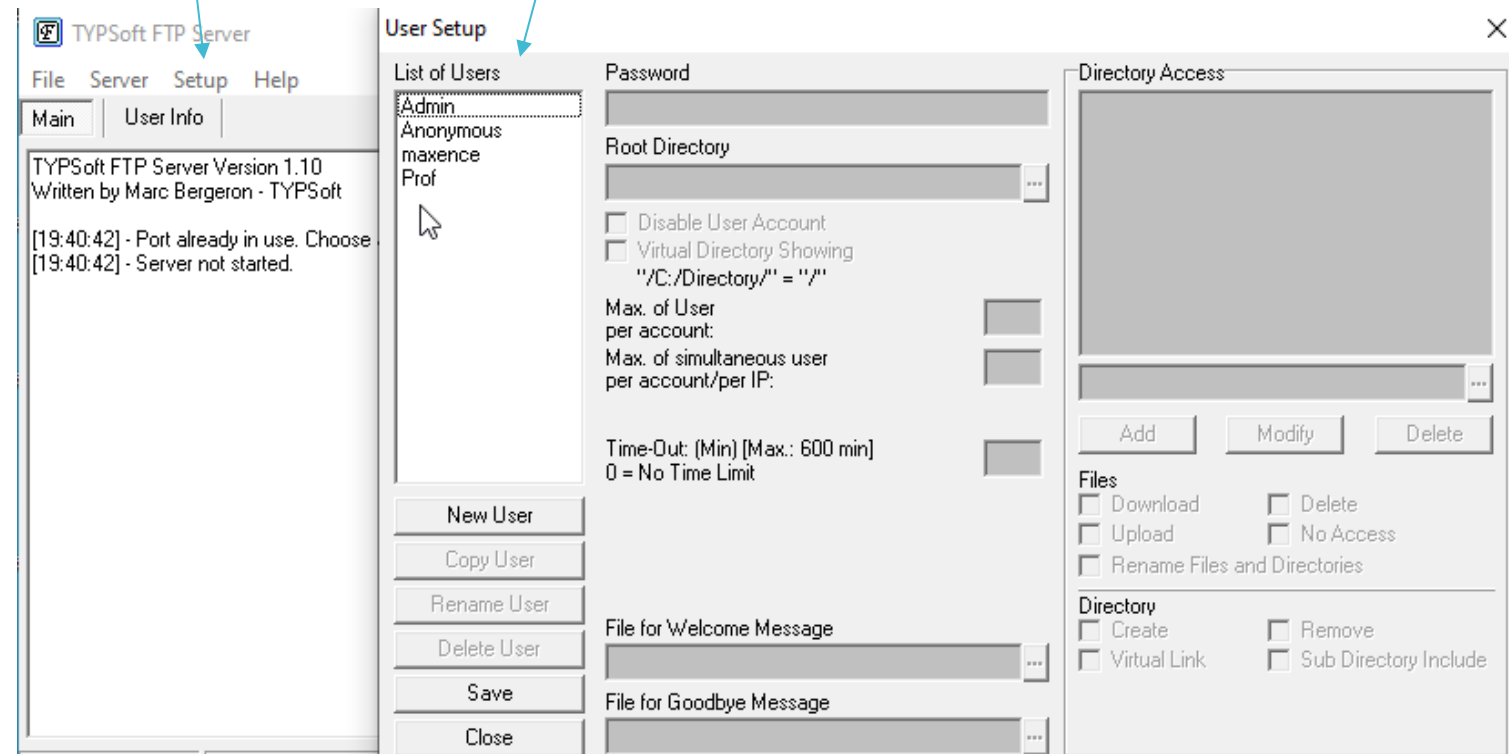 TYPSoft FTP Server
File Server Setup Help
Main User Info
TYPSoft FTP Server Version 1.10
Written by Marc Bergeron - TYPSoft
[19:40:42] - Port already in use. Choose
[19:40:42] - Server not started.
User Setup
List of Users
Admin
Anonymous
maxence
Prof
New User
Copy User
Rename User
Delete User
Save
Close
Password
Root Directory
...
Disable User Account
Virtual Directory Showing
"/C:/Directory/" = "/"
Max. of User
per account:
Max. of simultaneous user
per account/per IP:
Time-Out: (Min) [Max.: 600 min]
0 = No Time Limit
File for Welcome Message
...
File for Goodbye Message
...
Directory Access
...
Add Modify Delete
Files
Download Delete
Upload No Access
Rename Files and Directories
Directory
Create Remove
Virtual Link Sub Directory Include